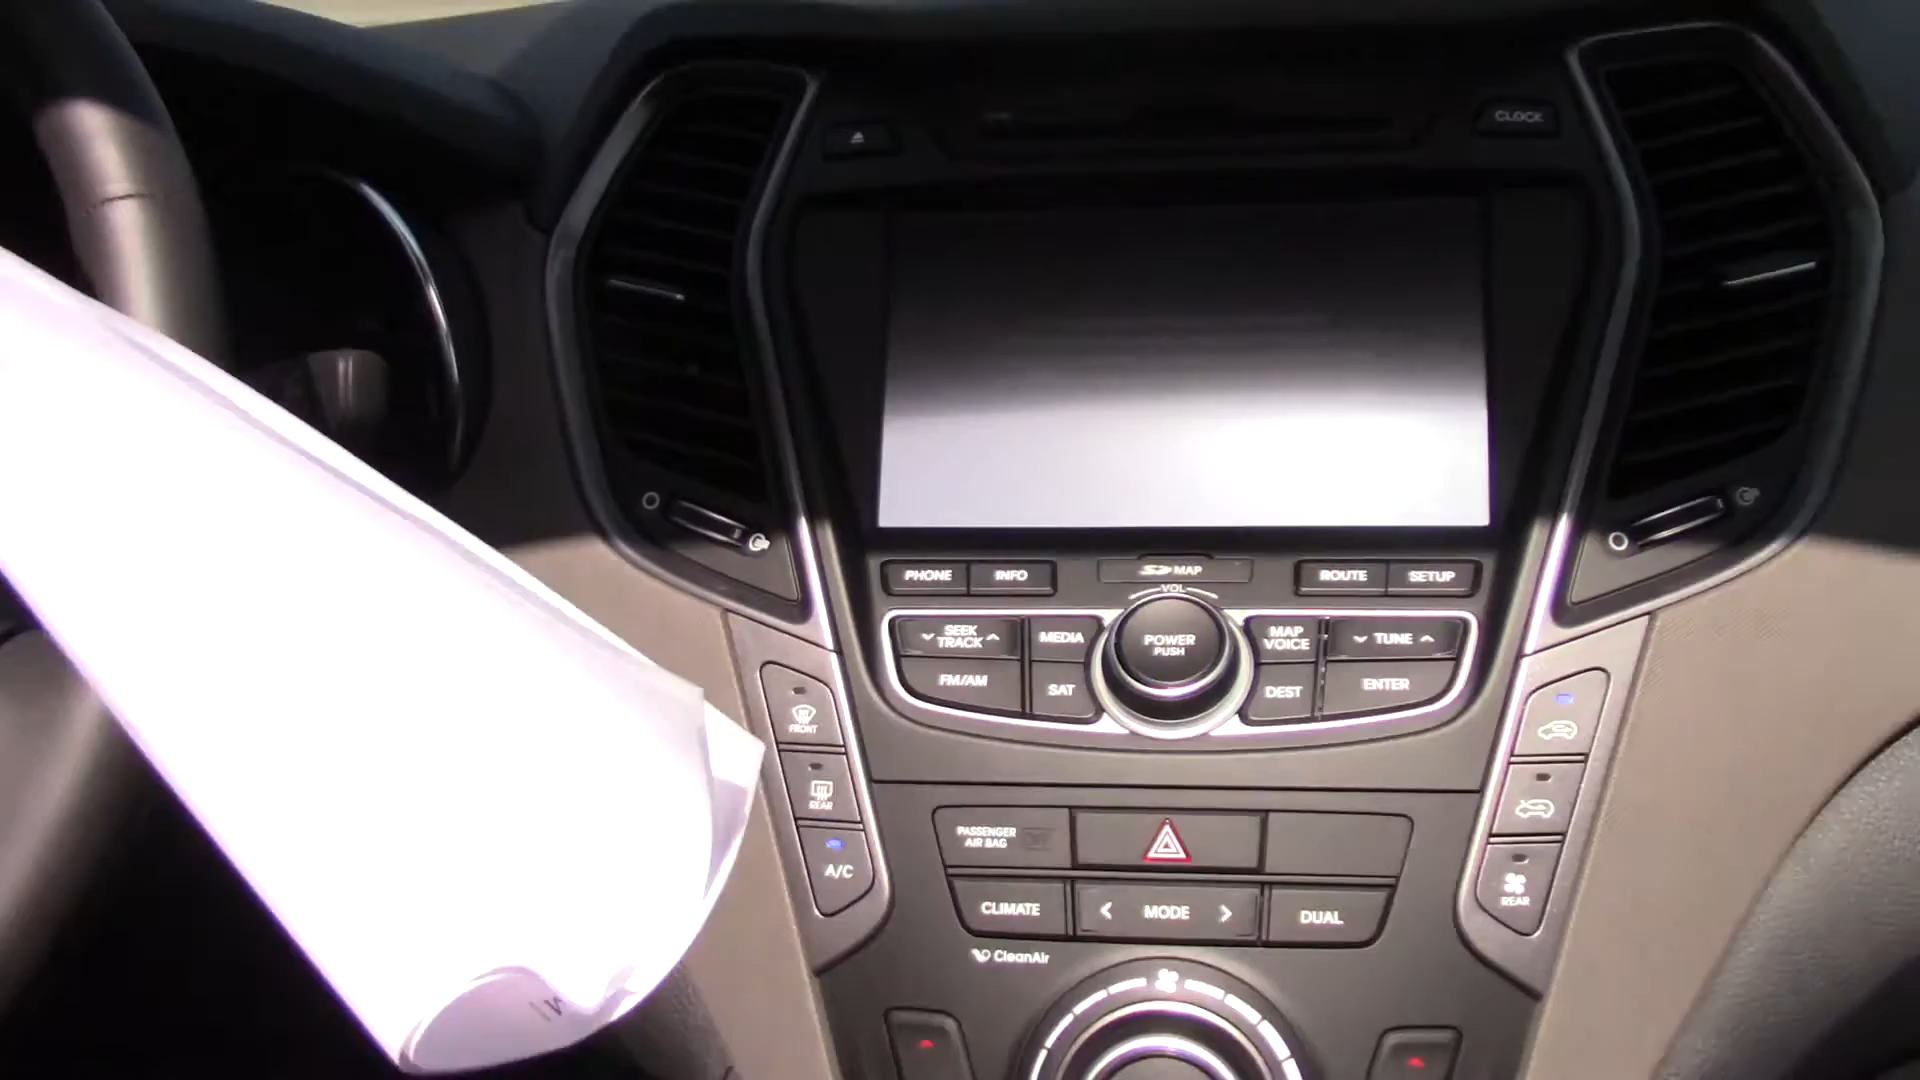 CLOCK
PHONE
INFO
SD MAP
ROUTE
SETUP
VOL
SEEK
TRACK
MEDIA
POWER
PUSH
MAP
VOICE
TUNE
FM/AM
SAT
DEST
ENTER
FRONT
REAR
A/C
REAR
PASSENGER
AIR BAG
CLIMATE
< MODE >
DUAL
CleanAir